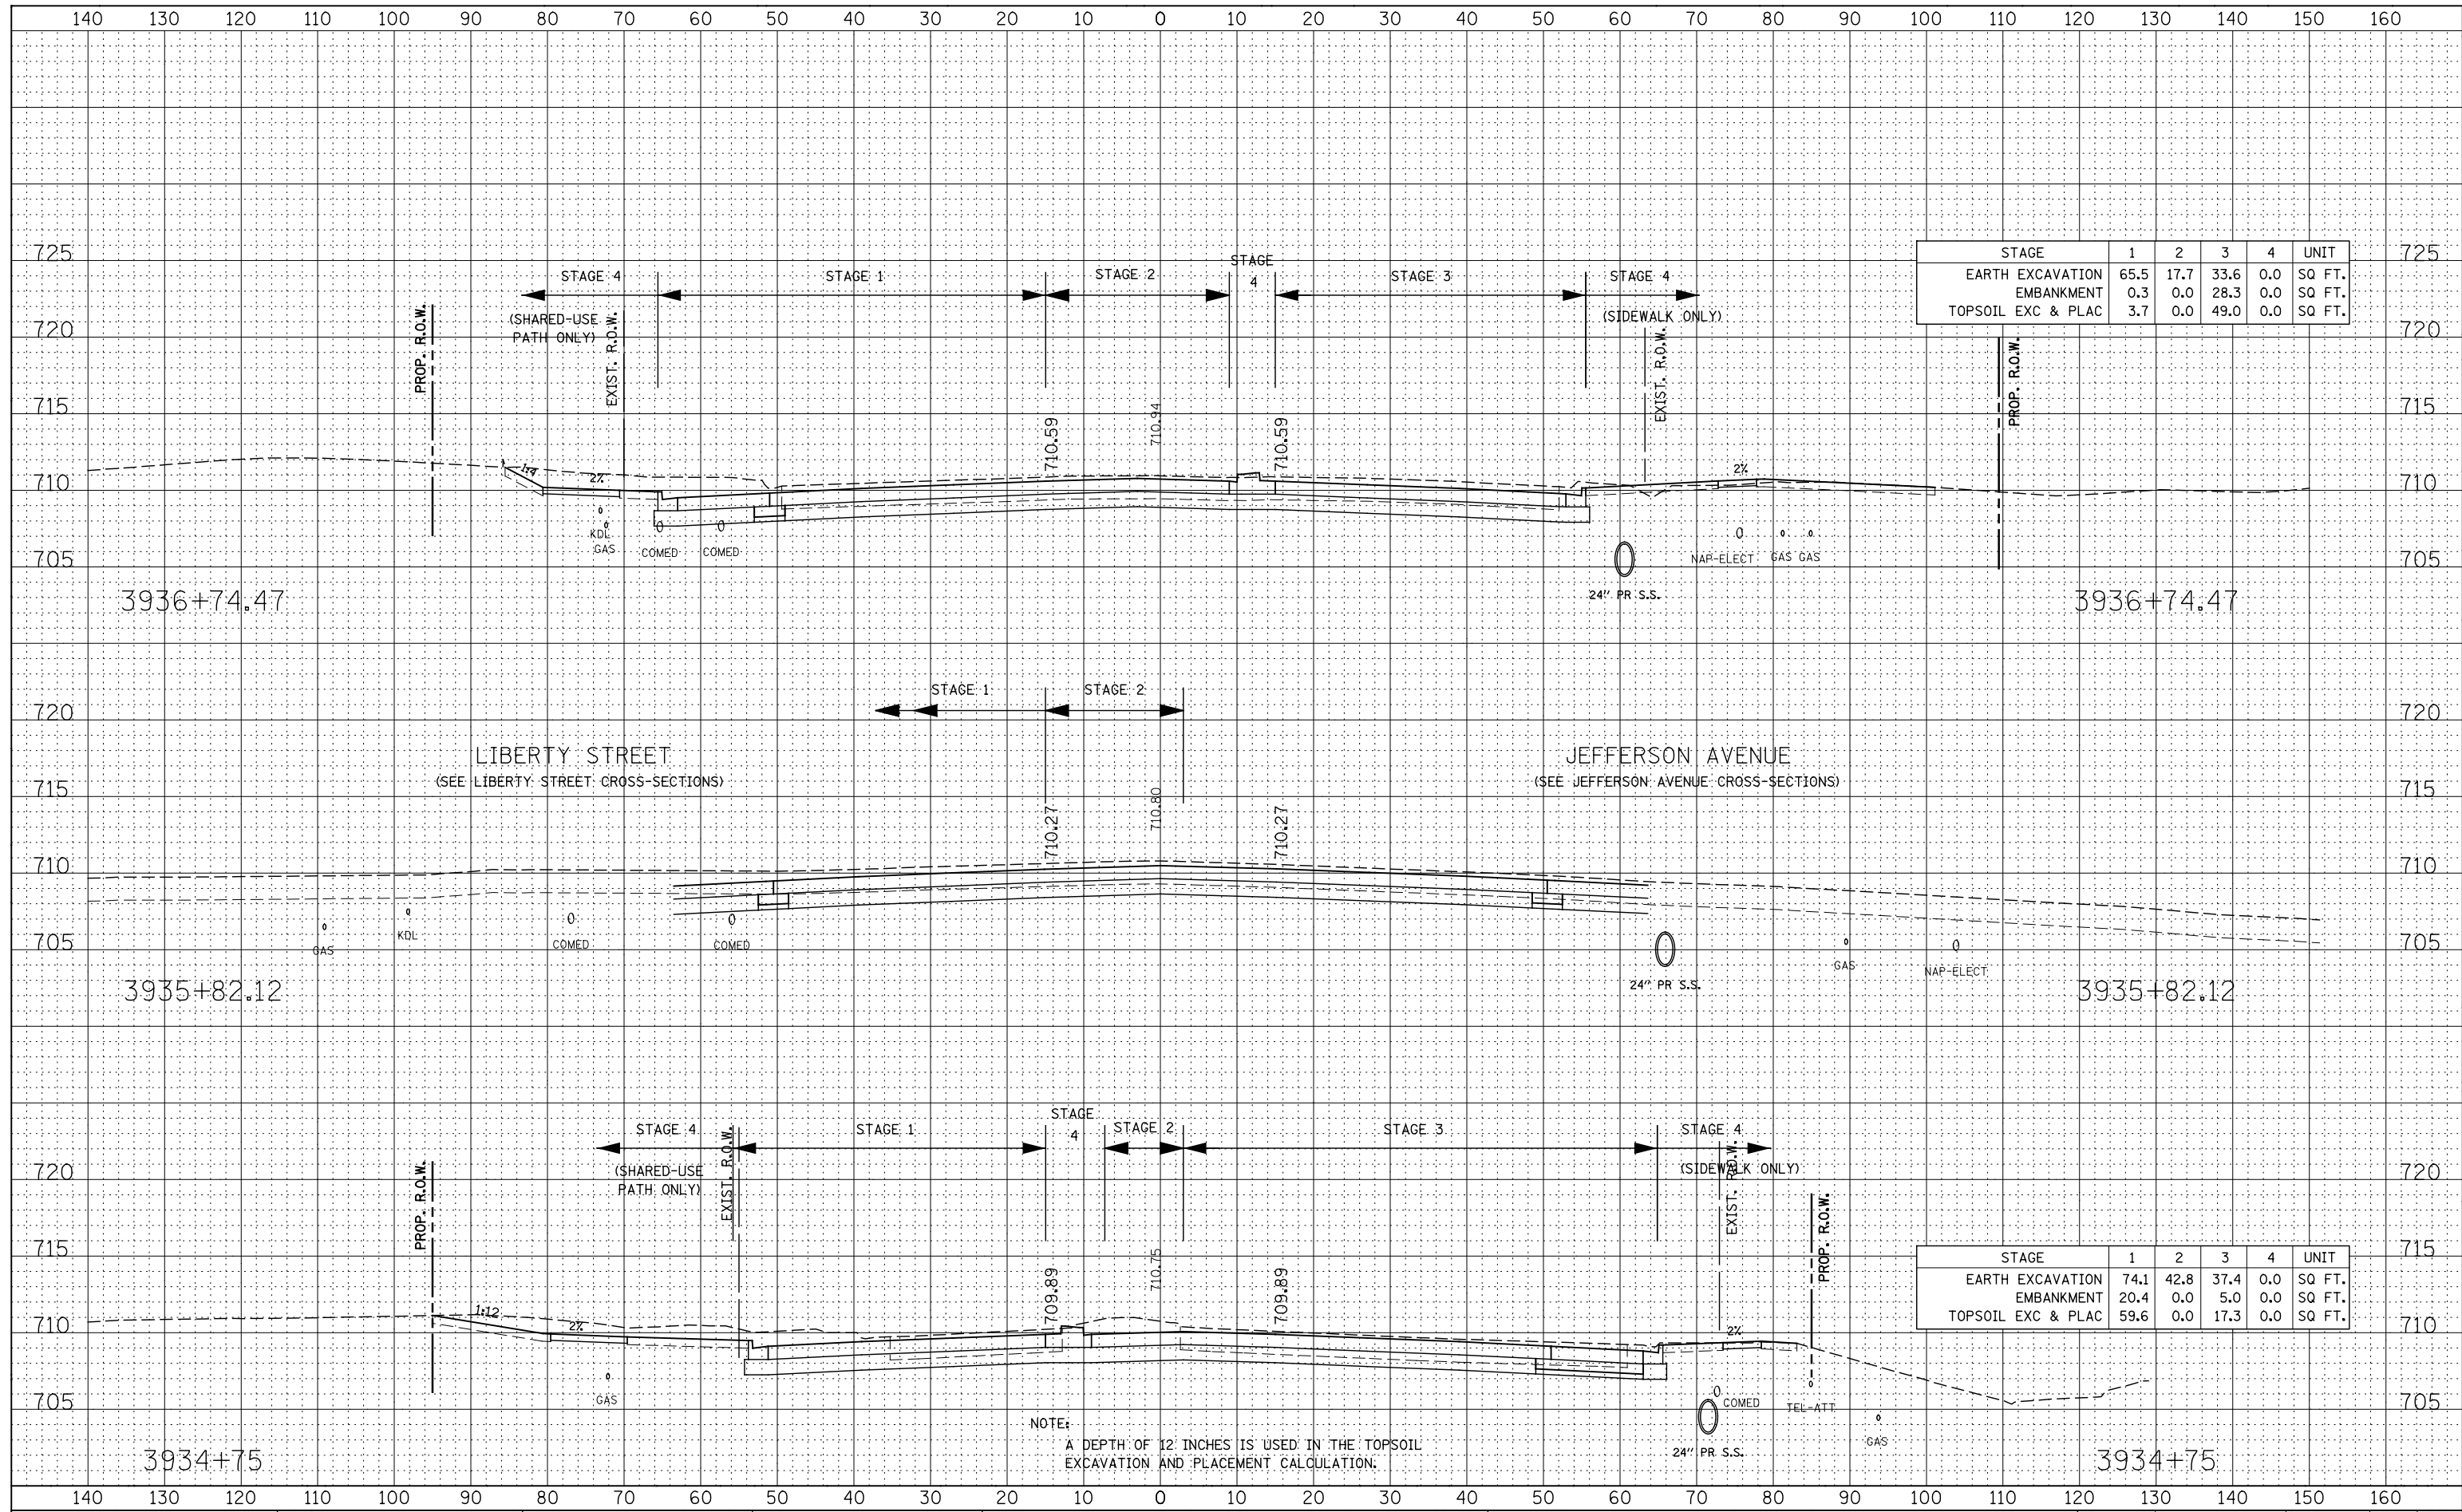 140 130 120 110 100 90 80 70 60 50 40 30 20 10 0 10 20 30 40 50 60 70 80 90 100 110 120 130 140 150 160
725 725
STAGE 1 2 3 4 UNIT
EARTH EXCAVATION 65.5 17.7 33.6 0.0 SQ FT.
EMBANKMENT 0.3 0.0 28.3 0.0 SQ FT.
TOPSOIL EXC & PLAC 3.7 0.0 49.0 0.0 SQ FT.
STAGE 4 STAGE 1 STAGE 2 STAGE 4 STAGE 3 STAGE 4
(SHARED-USE
PATH ONLY)
(SIDEWALK ONLY)
720 720
PROP. R.O.W.
EXIST. R.O.W.
EXIST. R.O.W.
PROP. R.O.W.
715 715
710.59 710.94 710.59
710 710
1:4 2% 2%
KDL
GAS
COMED COMED
NAP-ELECT GAS GAS
705 705
24" PR S.S.
3936+74.47 3936+74.47
STAGE 1 STAGE 2
720 720
LIBERTY STREET JEFFERSON AVENUE
(SEE LIBERTY STREET CROSS-SECTIONS) (SEE JEFFERSON AVENUE CROSS-SECTIONS)
715 715
710.27 710.80 710.27
710 710
GAS KDL COMED COMED GAS NAP-ELECT
705 705
24" PR S.S.
3935+82.12 3935+82.12
STAGE 4 STAGE 1 STAGE 4 STAGE 2 STAGE 3 STAGE 4
(SHARED-USE
PATH ONLY)
(SIDEWALK ONLY)
720 720
PROP. R.O.W.
EXIST. R.O.W.
EXIST. R.O.W.
PROP. R.O.W.
715 715
STAGE 1 2 3 4 UNIT
EARTH EXCAVATION 74.1 42.8 37.4 0.0 SQ FT.
EMBANKMENT 20.4 0.0 5.0 0.0 SQ FT.
TOPSOIL EXC & PLAC 59.6 0.0 17.3 0.0 SQ FT.
709.89 710.75 709.89
710 710
1:12 2% 2%
GAS COMED TEL-ATT GAS
705 705
24" PR S.S.
NOTE:
A DEPTH OF 12 INCHES IS USED IN THE TOPSOIL
EXCAVATION AND PLACEMENT CALCULATION.
3934+75 3934+75
140 130 120 110 100 90 80 70 60 50 40 30 20 10 0 10 20 30 40 50 60 70 80 90 100 110 120 130 140 150 160